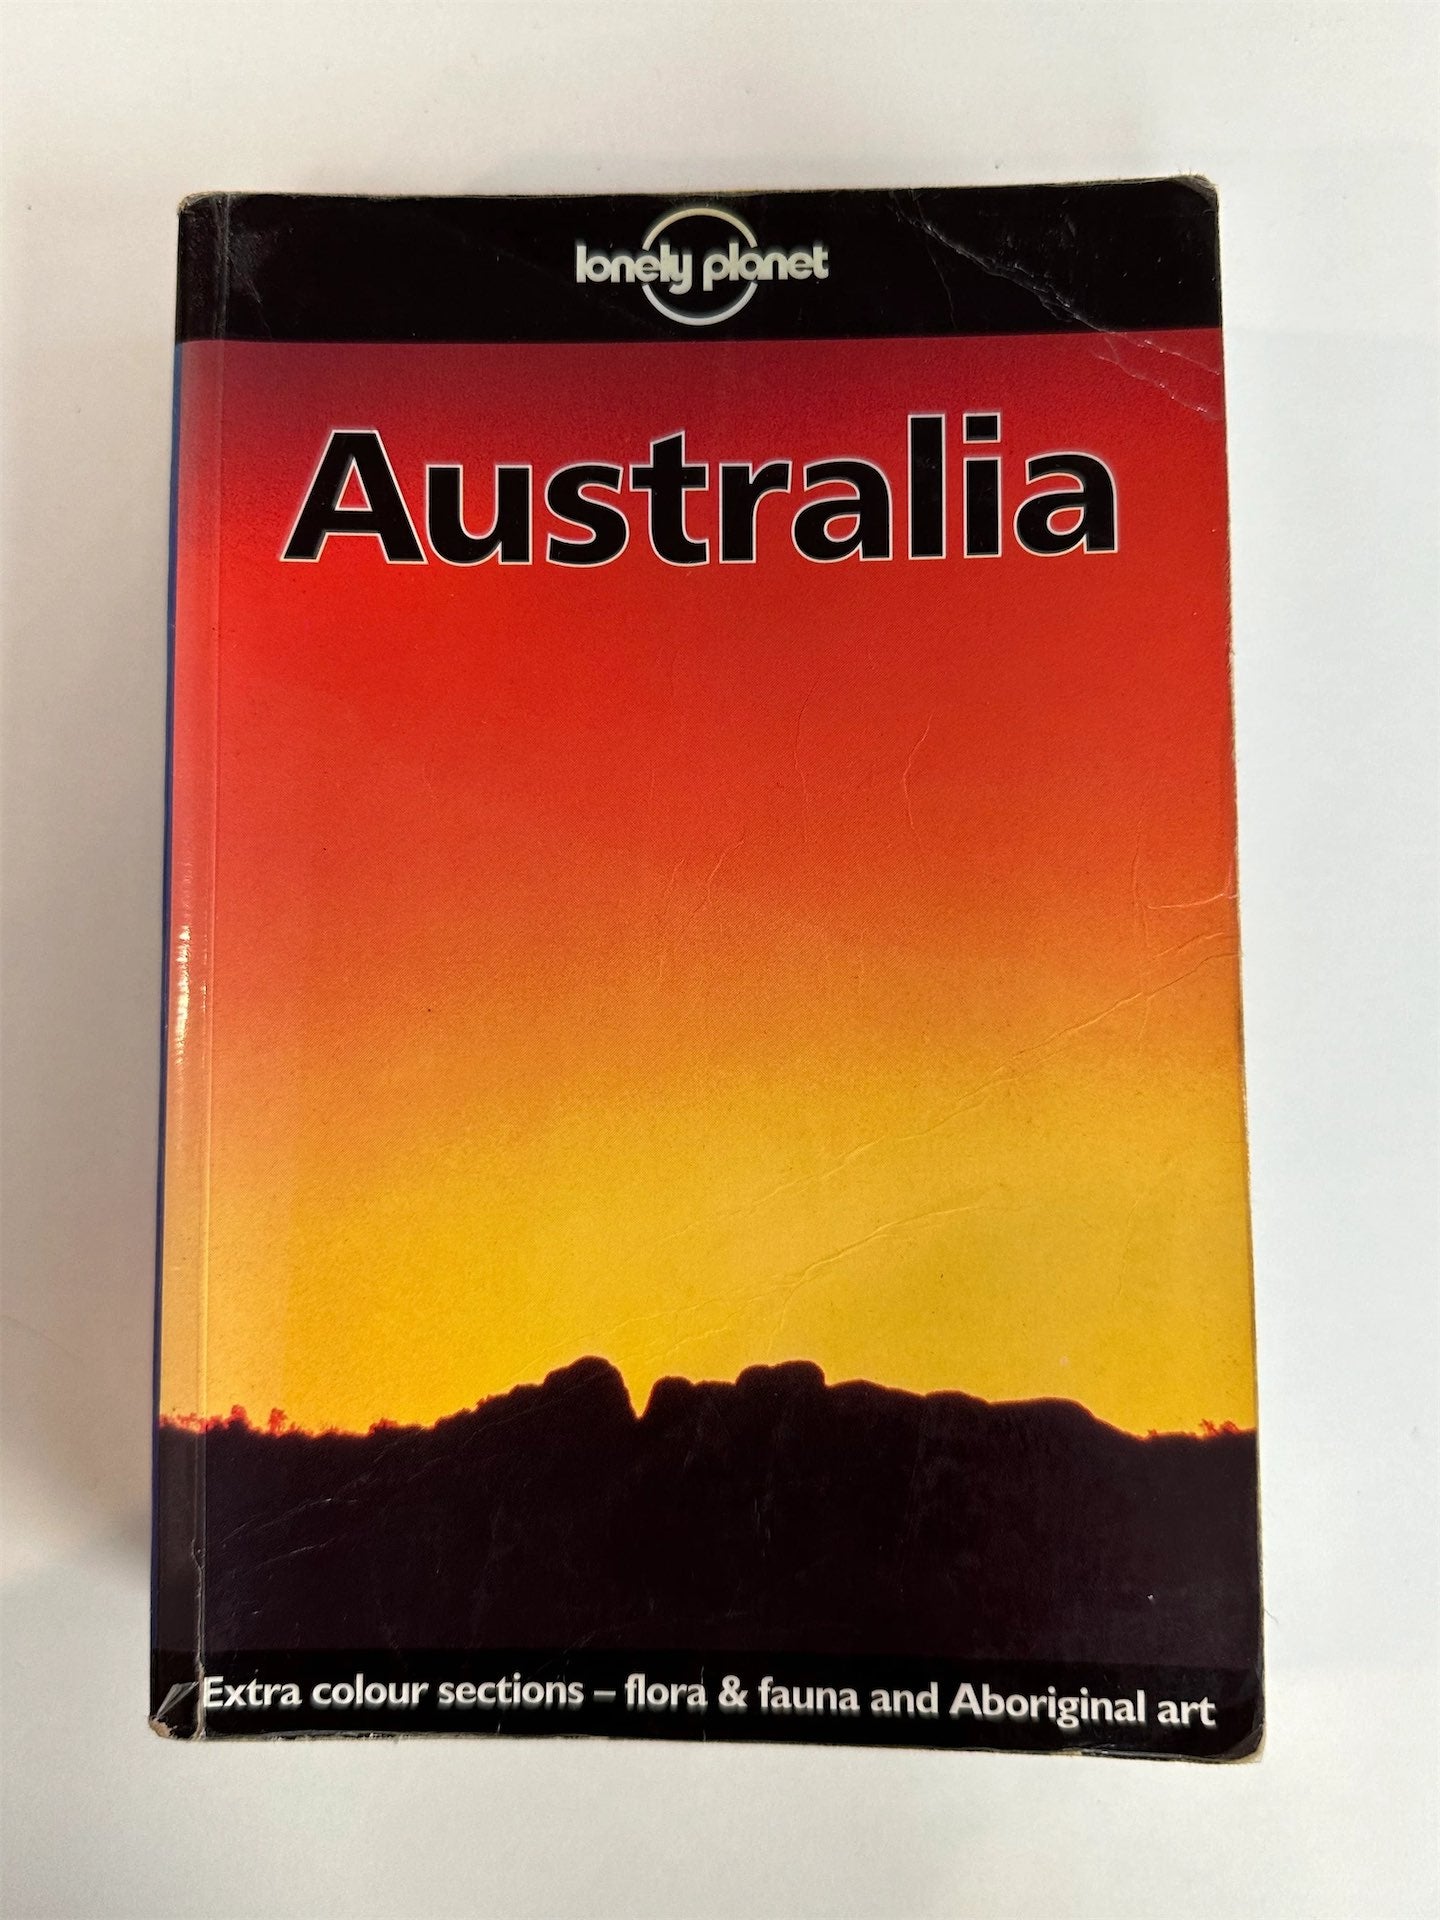 lonely planet
Australia
Extra colour sections – flora & fauna and Aboriginal art